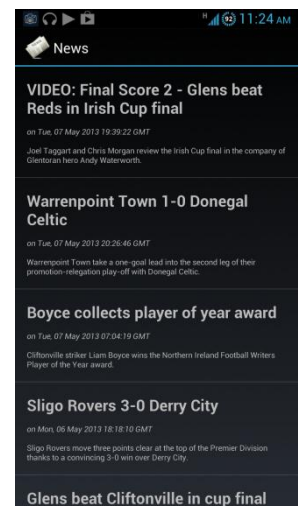 H 92 11:24 AM
News
VIDEO: Final Score 2 - Glens beat
Reds in Irish Cup final
on Tue, 07 May 2013 19:39:22 GMT
Joel Taggart and Chris Morgan review the Irish Cup final in the company of
Glentoran hero Andy Waterworth.
Warrenpoint Town 1-0 Donegal
Celtic
on Tue, 07 May 2013 20:26:46 GMT
Warrenpoint Town take a one-goal lead into the second leg of their
promotion-relegation play-off with Donegal Celtic.
Boyce collects player of year award
on Tue, 07 May 2013 07:04:19 GMT
Cliftonville striker Liam Boyce wins the Northern Ireland Football Writers
Player of the Year award.
Sligo Rovers 3-0 Derry City
on Mon, 06 May 2013 18:18:10 GMT
Sligo Rovers move three points clear at the top of the Premier Division
thanks to a convincing 3-0 win over Derry City.
Glens beat Cliftonville in cup final